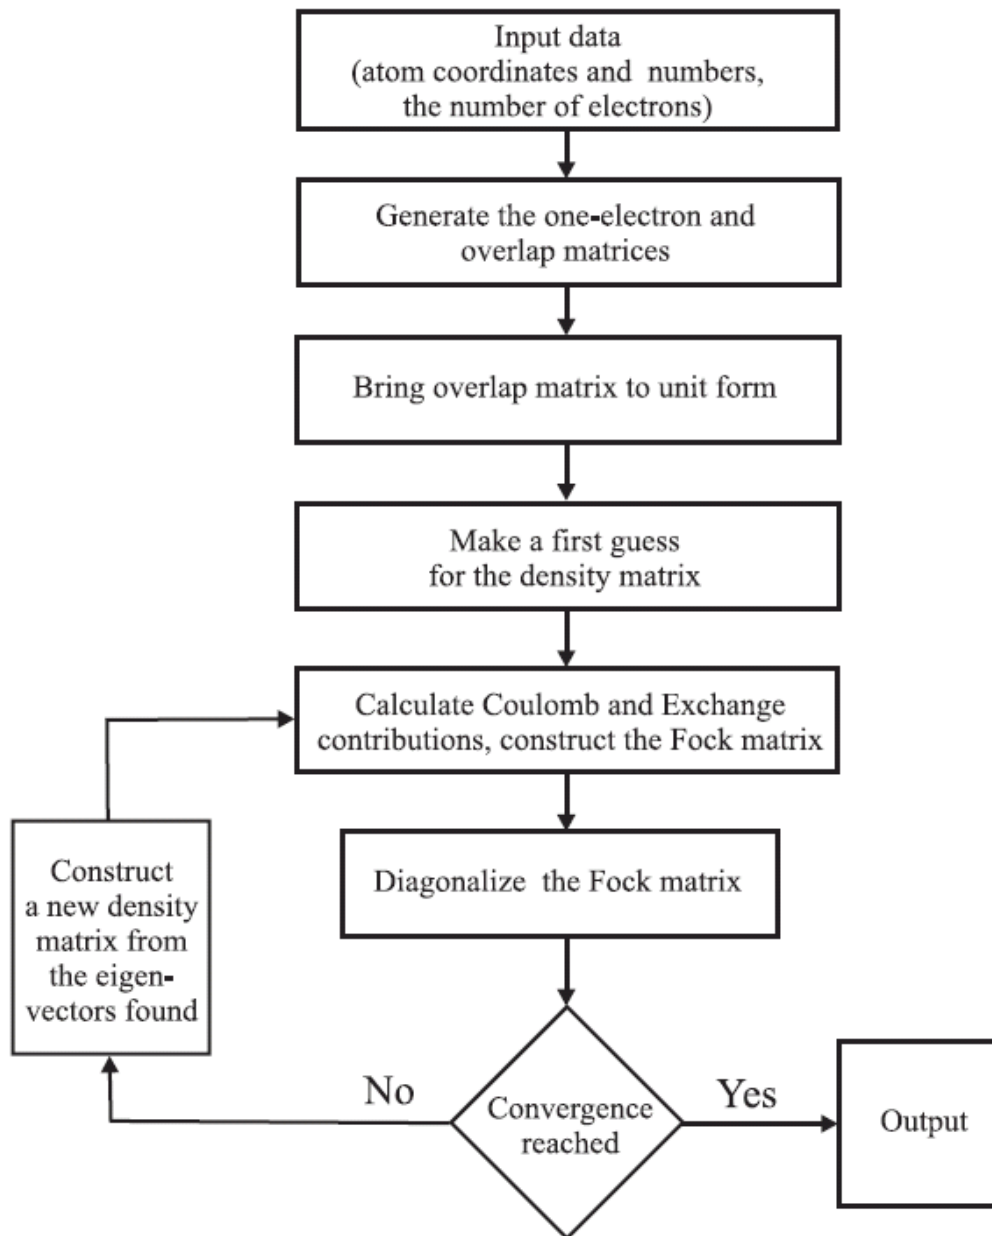 Input data
(atom coordinates and numbers,
the number of electrons)
Generate the one-electron and
overlap matrices
Bring overlap matrix to unit form
Make a first guess
for the density matrix
Calculate Coulomb and Exchange
contributions, construct the Fock matrix
Diagonalize the Fock matrix
Construct
a new density
matrix from
the eigen-
vectors found
No
Convergence
reached
Yes
Output